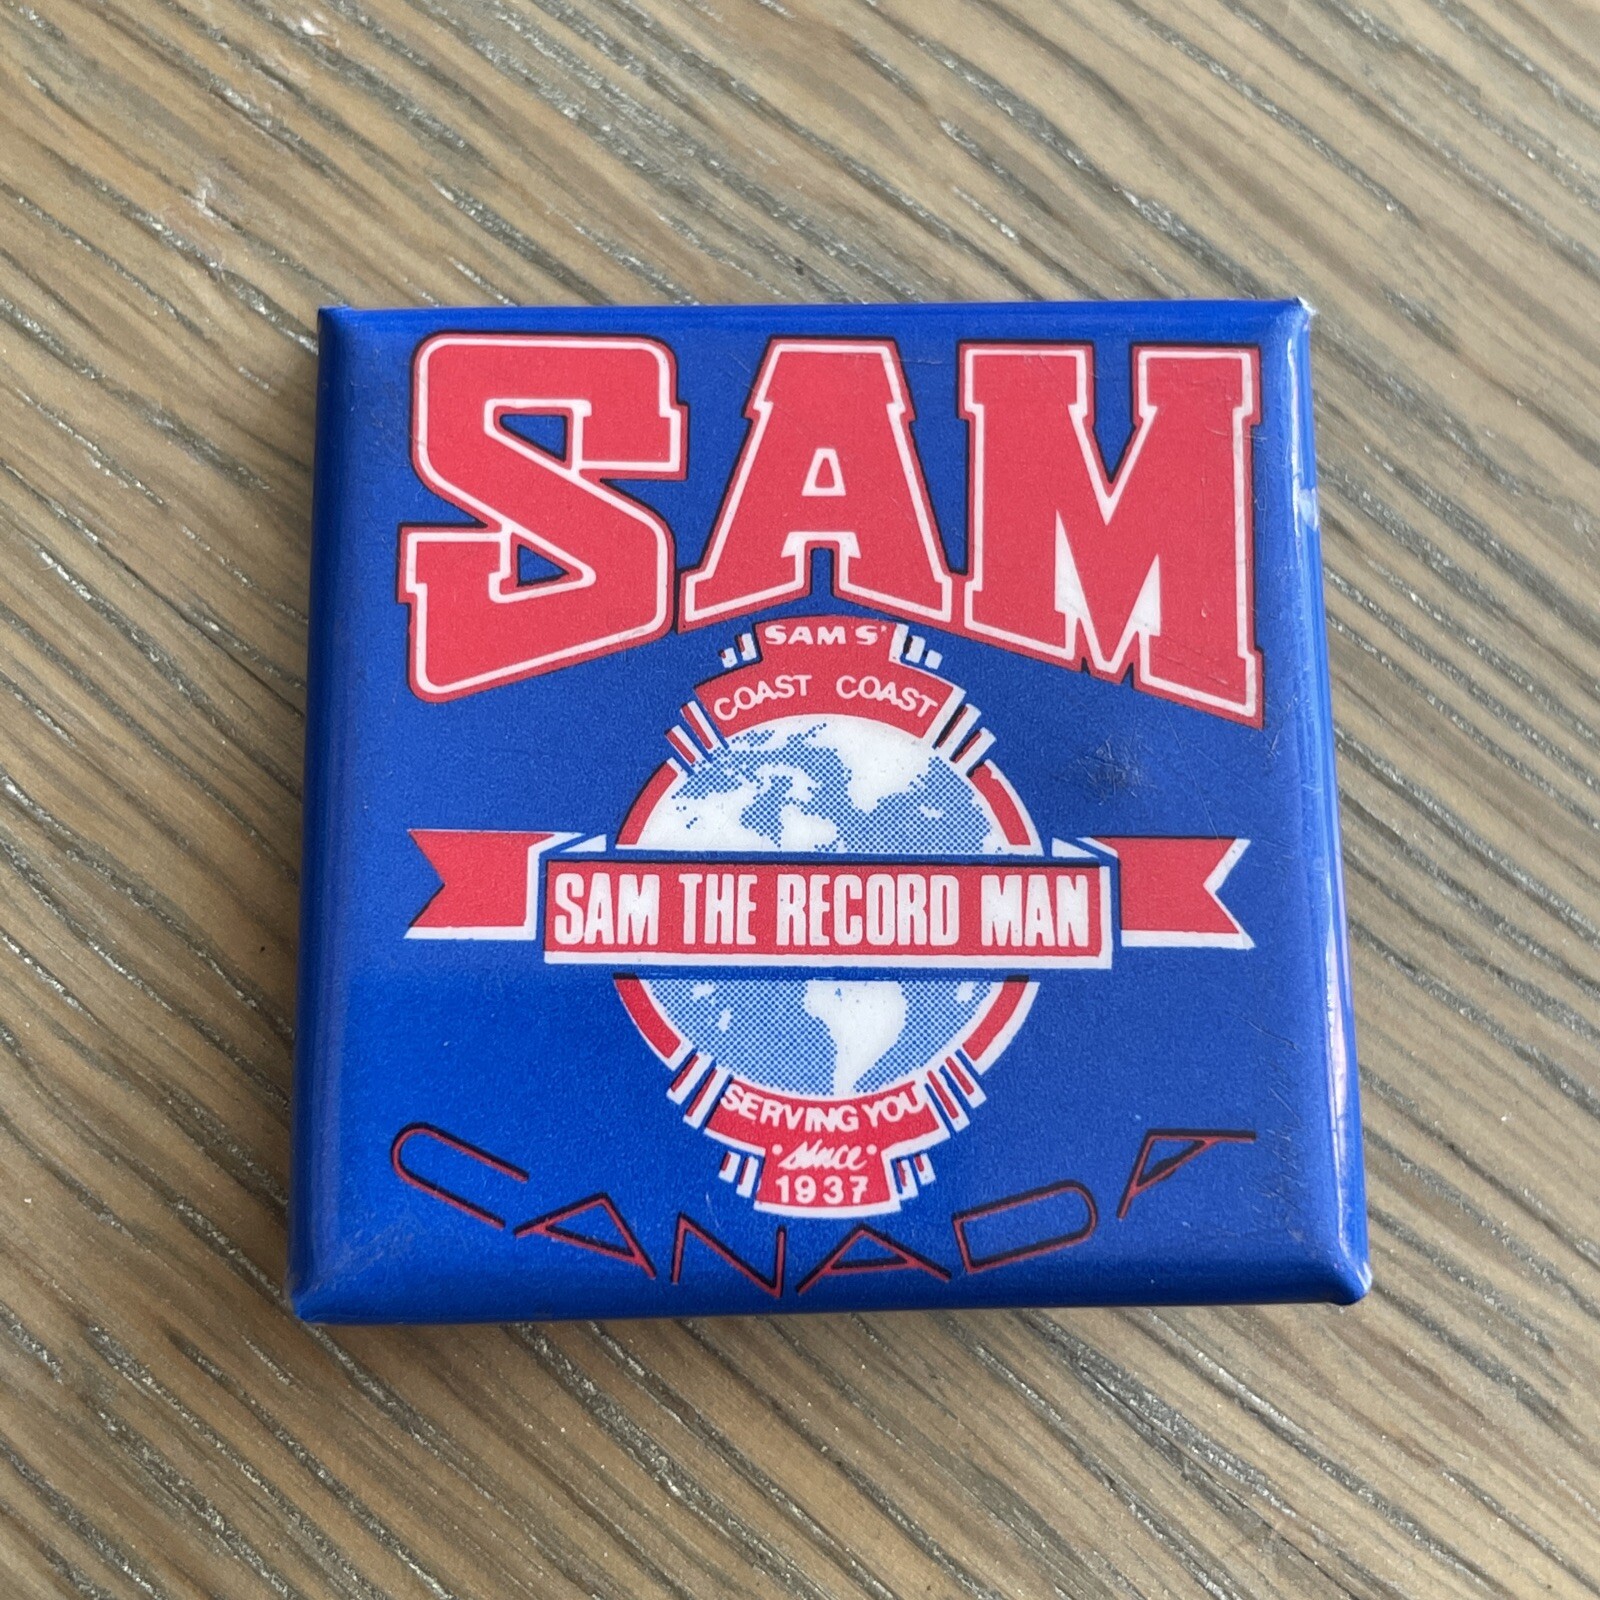 SAM
SAM'S'
COAST COAST
SAM THE RECORD MAN
SERVING YOU
• since •
1937
CANADA